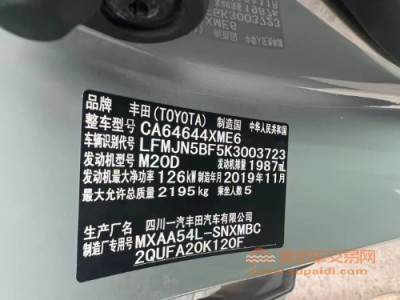 品牌 丰田(TOYOTA) 制造国 中华人民共和国
整车型号 CA64644XME6
车辆识别代号 LFMJN5BF5K3003723
发动机型号 M20D 发动机排量 1987ml
发动机最大净功率 126kW 制造年月 2019年11月
最大允许总质量 2195kg 乘坐人数 5
生产厂名 四川一汽丰田汽车有限公司
制造厂专用号 MXAA54L-SNXMBC
2QUFA20K120F